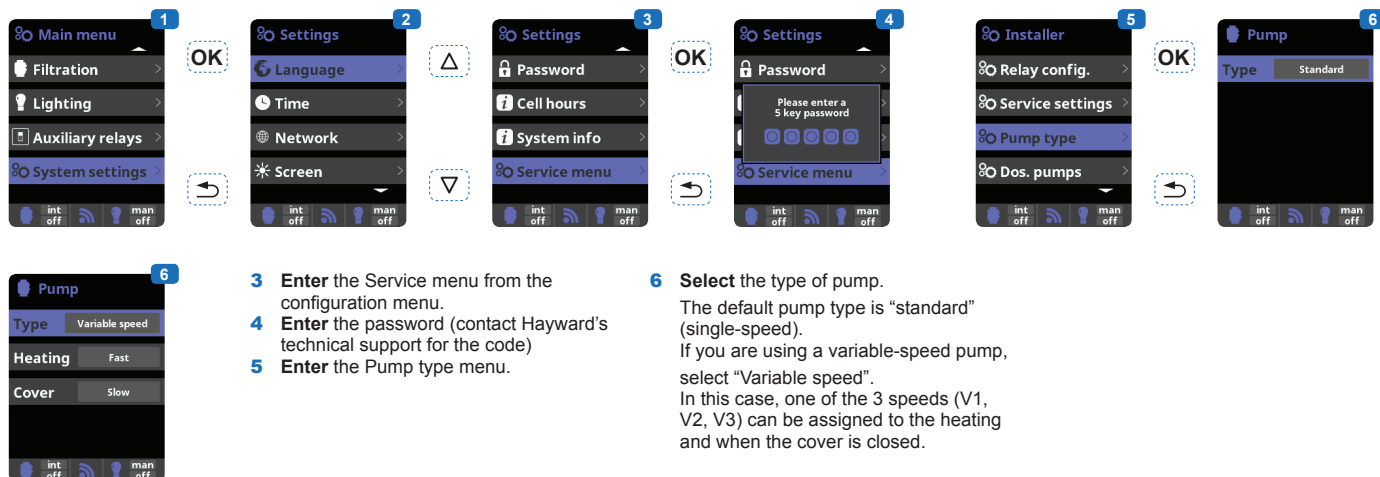 1
Main menu
Filtration
Lighting
Auxiliary relays
System settings
int
off
man
off
OK
2
Settings
Language
Time
Network
Screen
int
off
man
off
3
Settings
Password
Cell hours
System info
Service menu
int
off
man
off
OK
4
Settings
Password
Please enter a
5 key password
Service menu
int
off
man
off
5
Installer
Relay config.
Service settings
Pump type
Dos. pumps
int
off
man
off
OK
6
Pump
Type Standard
int
off
man
off
6
Pump
Type Variable speed
Heating Fast
Cover Slow
int
off
man
off
3 Enter the Service menu from the
configuration menu.
4 Enter the password (contact Hayward’s
technical support for the code)
5 Enter the Pump type menu.
6 Select the type of pump.
The default pump type is “standard”
(single-speed).
If you are using a variable-speed pump,
select “Variable speed”.
In this case, one of the 3 speeds (V1,
V2, V3) can be assigned to the heating
and when the cover is closed.